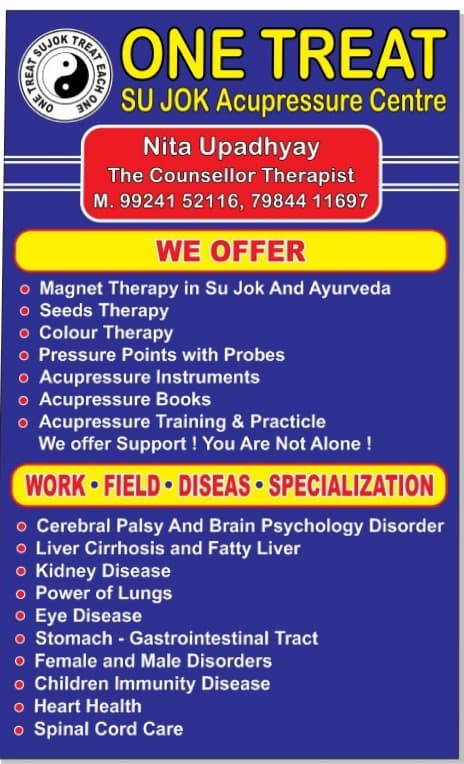 ONE TREAT SUJOK TREAT EACH ONE
ONE TREAT
SU JOK Acupressure Centre
Nita Upadhyay
The Counsellor Therapist
M. 99241 52116, 79844 11697
WE OFFER
Magnet Therapy in Su Jok And Ayurveda
Seeds Therapy
Colour Therapy
Pressure Points with Probes
Acupressure Instruments
Acupressure Books
Acupressure Training & Practicle
We offer Support ! You Are Not Alone !
WORK • FIELD • DISEAS • SPECIALIZATION
Cerebral Palsy And Brain Psychology Disorder
Liver Cirrhosis and Fatty Liver
Kidney Disease
Power of Lungs
Eye Disease
Stomach - Gastrointestinal Tract
Female and Male Disorders
Children Immunity Disease
Heart Health
Spinal Cord Care